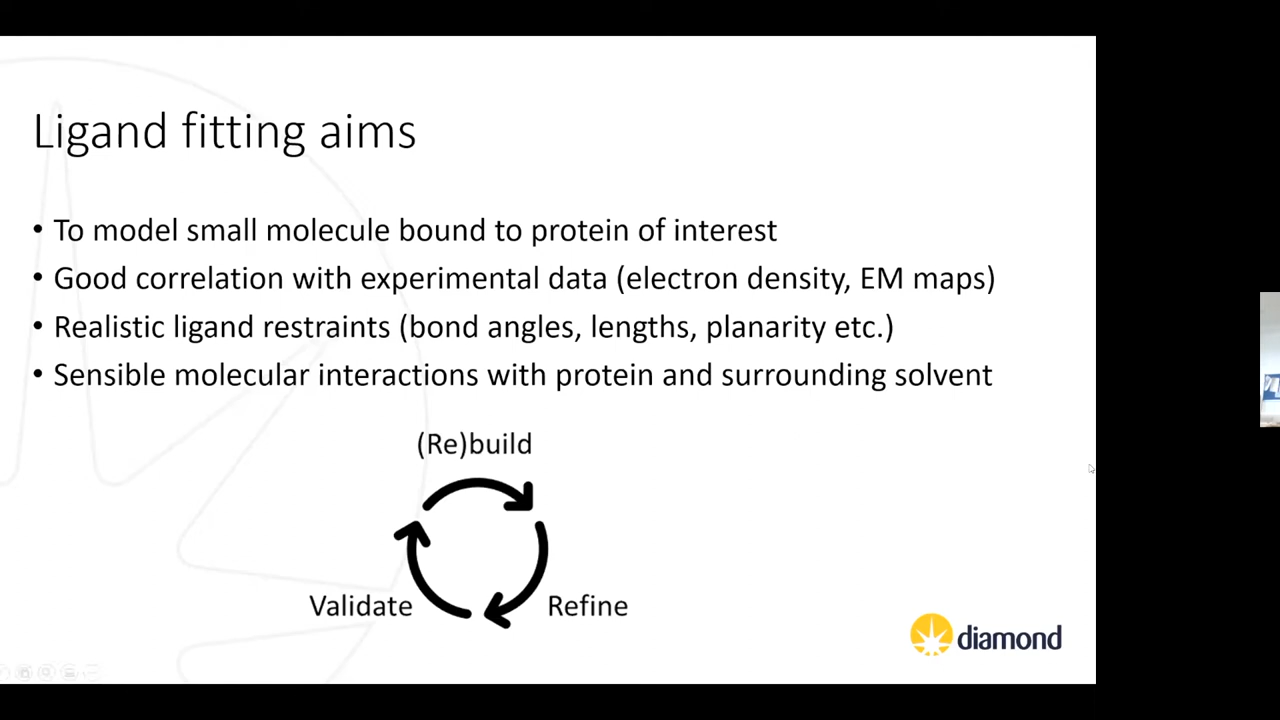 Ligand fitting aims
• To model small molecule bound to protein of interest
• Good correlation with experimental data (electron density, EM maps)
• Realistic ligand restraints (bond angles, lengths, planarity etc.)
• Sensible molecular interactions with protein and surrounding solvent
(Re)build
Validate
Refine
diamond